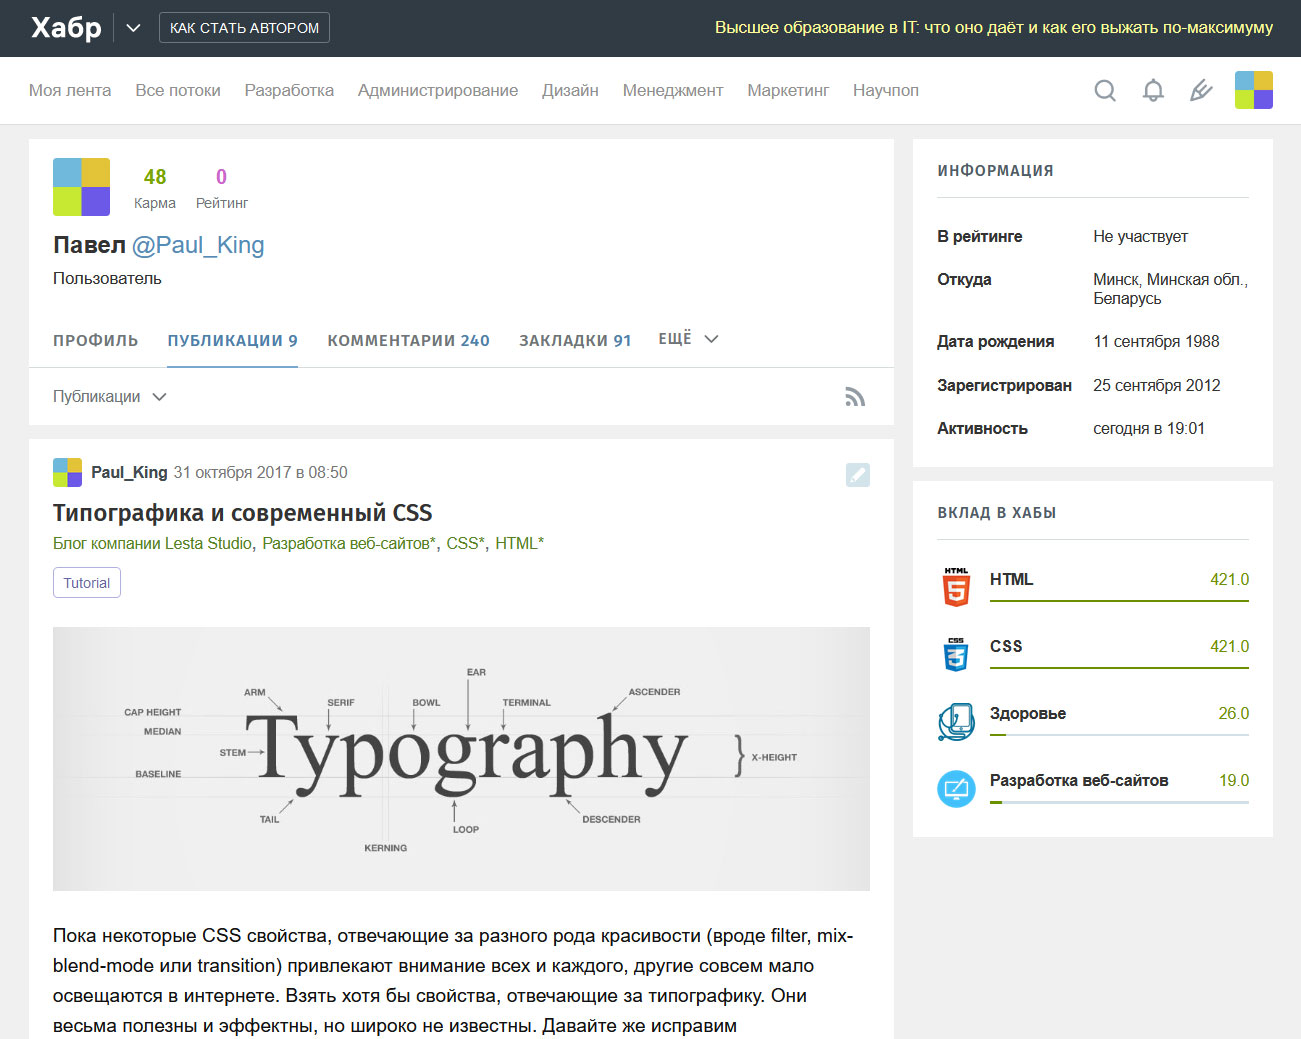 Хабр
КАК СТАТЬ АВТОРОМ
Высшее образование в IT: что оно даёт и как его выжать по-максимуму
Моя лента Все потоки Разработка Администрирование Дизайн Менеджмент Маркетинг Научпоп
48 0
Карма Рейтинг
Павел @Paul_King
Пользователь
ПРОФИЛЬ ПУБЛИКАЦИИ 9 КОММЕНТАРИИ 240 ЗАКЛАДКИ 91 ЕЩЁ
Публикации
Paul_King 31 октября 2017 в 08:50
Типографика и современный CSS
Блог компании Lesta Studio, Разработка веб-сайтов*, CSS*, HTML*
Tutorial
EAR
ARM
ASCENDER
SERIF
BOWL
TERMINAL
CAP HEIGHT
MEDIAN
Typography
STEM
X-HEIGHT
BASELINE
TAIL
DESCENDER
LOOP
KERNING
Пока некоторые CSS свойства, отвечающие за разного рода красивости (вроде filter, mix-
blend-mode или transition) привлекают внимание всех и каждого, другие совсем мало
освещаются в интернете. Взять хотя бы свойства, отвечающие за типографику. Они
весьма полезны и эффектны, но широко не известны. Давайте же исправим
ИНФОРМАЦИЯ
В рейтинге Не участвует
Откуда Минск, Минская обл.,
Беларусь
Дата рождения 11 сентября 1988
Зарегистрирован 25 сентября 2012
Активность сегодня в 19:01
ВКЛАД В ХАБЫ
HTML
5
HTML 421.0
CSS
3
CSS 421.0
Здоровье 26.0
Разработка веб-сайтов 19.0